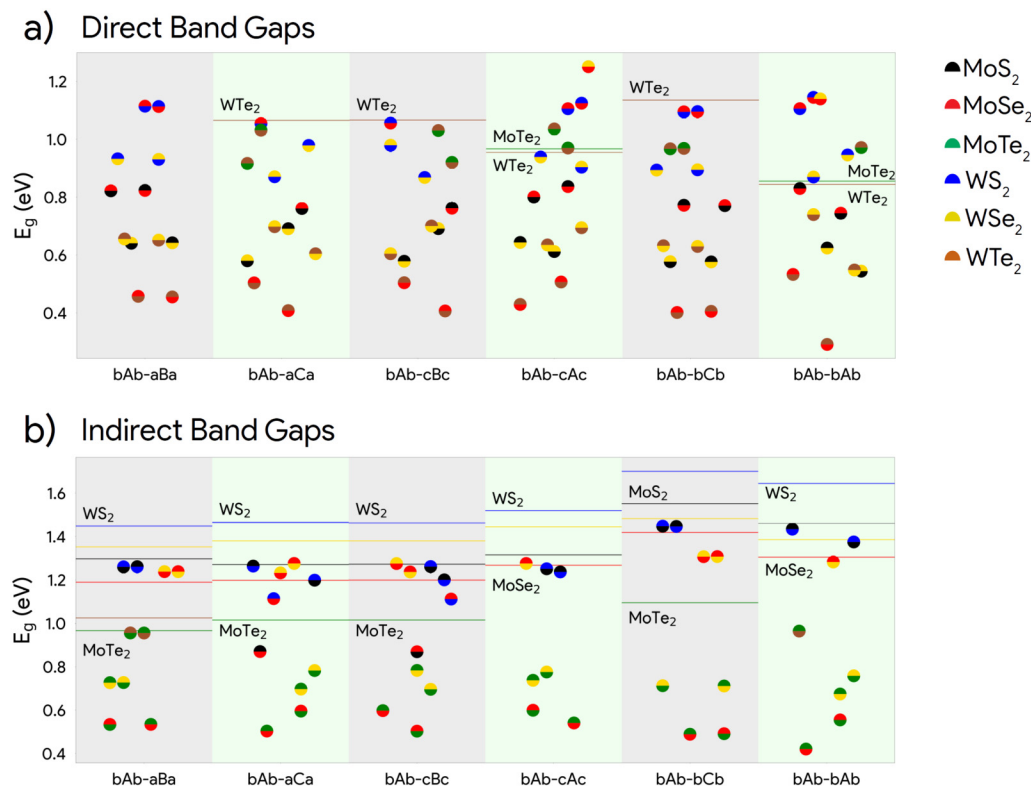 a) Direct Band Gaps
E_g (eV)
1.2
1.0
0.8
0.6
0.4
WTe₂
WTe₂
MoTe₂
WTe₂
WTe₂
MoTe₂
WTe₂
bAb-aBa bAb-aCa bAb-cBc bAb-cAc bAb-bCb bAb-bAb
MoS₂
MoSe₂
MoTe₂
WS₂
WSe₂
WTe₂
b) Indirect Band Gaps
E_g (eV)
1.6
1.4
1.2
1.0
0.8
0.6
0.4
WS₂
MoTe₂
WS₂
MoTe₂
WS₂
MoTe₂
WS₂
MoSe₂
MoS₂
MoTe₂
WS₂
MoSe₂
bAb-aBa bAb-aCa bAb-cBc bAb-cAc bAb-bCb bAb-bAb